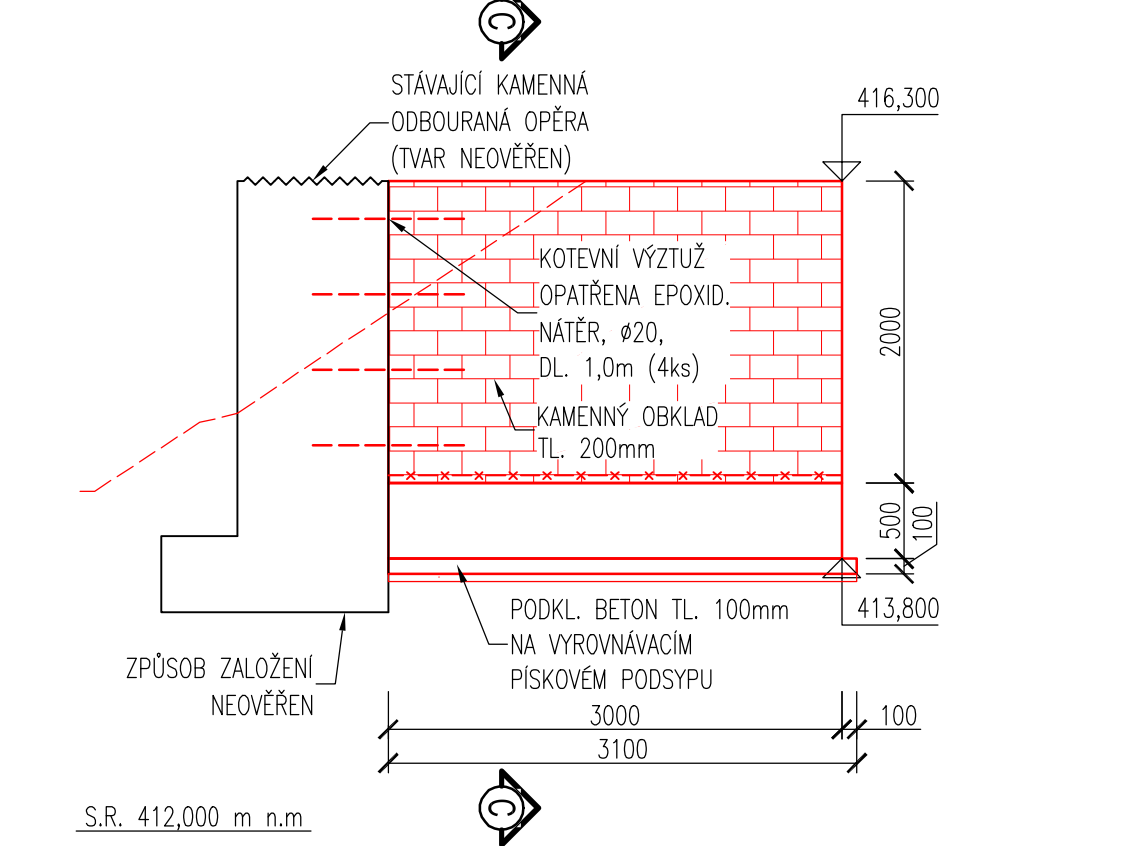 C
STÁVAJÍCÍ KAMENNÁ
ODBOURANÁ OPĚRA
(TVAR NEOVĚŘEN)
416,300
KOTEVNÍ VÝZTUŽ
OPATŘENA EPOXID.
NÁTĚR, ø20,
DL. 1,0m (4ks)
KAMENNÝ OBKLAD
TL. 200mm
2000
500
100
413,800
PODKL. BETON TL. 100mm
NA VYROVNÁVACÍM
PÍSKOVÉM PODSYPU
ZPŮSOB ZALOŽENÍ
NEOVĚŘEN
3000
100
3100
C
S.R. 412,000 m n.m